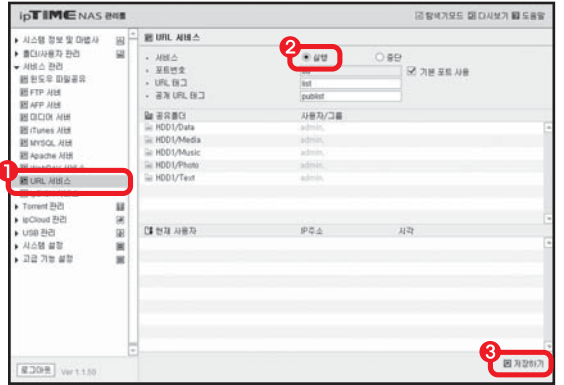 ipTIME NAS 관리툴
탐색기모드 다시보기 도움말
시스템 정보 및 마법사
폴더/사용자 관리
서비스 관리
윈도우 파일공유
FTP 서버
AFP 서버
미디어 서버
iTunes 서버
MYSQL 서버
Apache 서버
URL 서비스
Torrent 관리
ipCloud 관리
USB 관리
시스템 설정
고급 기능 설정
로그아웃 Ver 1.1.50
1
URL 서비스
2
서비스 실행 중단
포트번호 기본 포트 사용
URL 태그 list
공개 URL 태그 publist
공유폴더 사용자/그룹
HDD1/Data admin,
HDD1/Media admin,
HDD1/Music admin,
HDD1/Photo admin,
HDD1/Text admin,
현재 사용자 IP주소 시각
3
저장하기